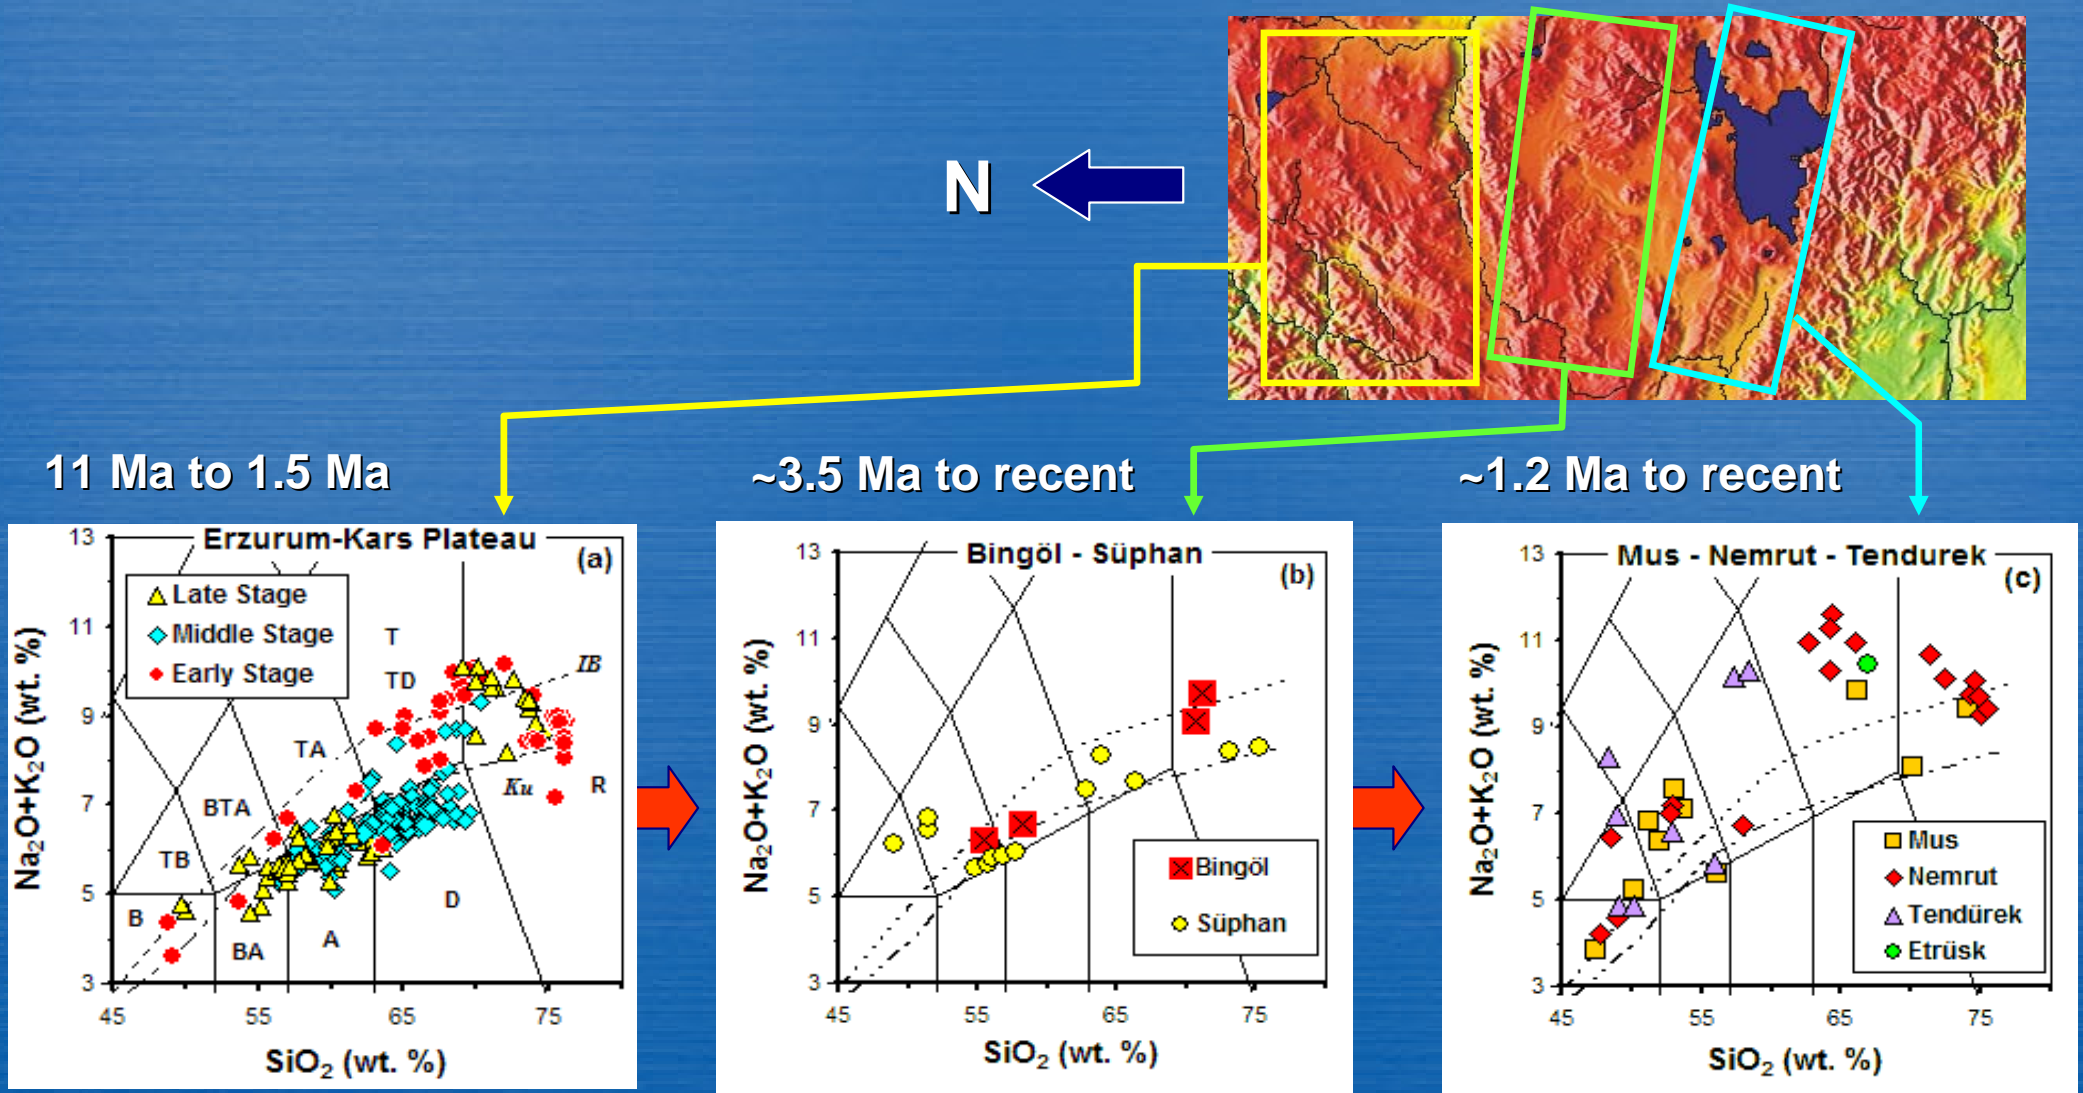 N
11 Ma to 1.5 Ma
~3.5 Ma to recent
~1.2 Ma to recent
Erzurum-Kars Plateau
(a)
Late Stage
Middle Stage
Early Stage
T
TD
IB
TA
BTA
Ku
R
TB
B
BA
A
D
13
11
9
7
5
3
45
55
65
75
Na₂O+K₂O (wt. %)
SiO₂ (wt. %)
Bingöl - Süphan
(b)
Bingöl
Süphan
13
11
9
7
5
3
45
55
65
75
Na₂O+K₂O (wt. %)
SiO₂ (wt. %)
Mus - Nemrut - Tendurek
(c)
Mus
Nemrut
Tendürek
Etrüsk
13
11
9
7
5
3
45
55
65
75
Na₂O+K₂O (wt. %)
SiO₂ (wt. %)